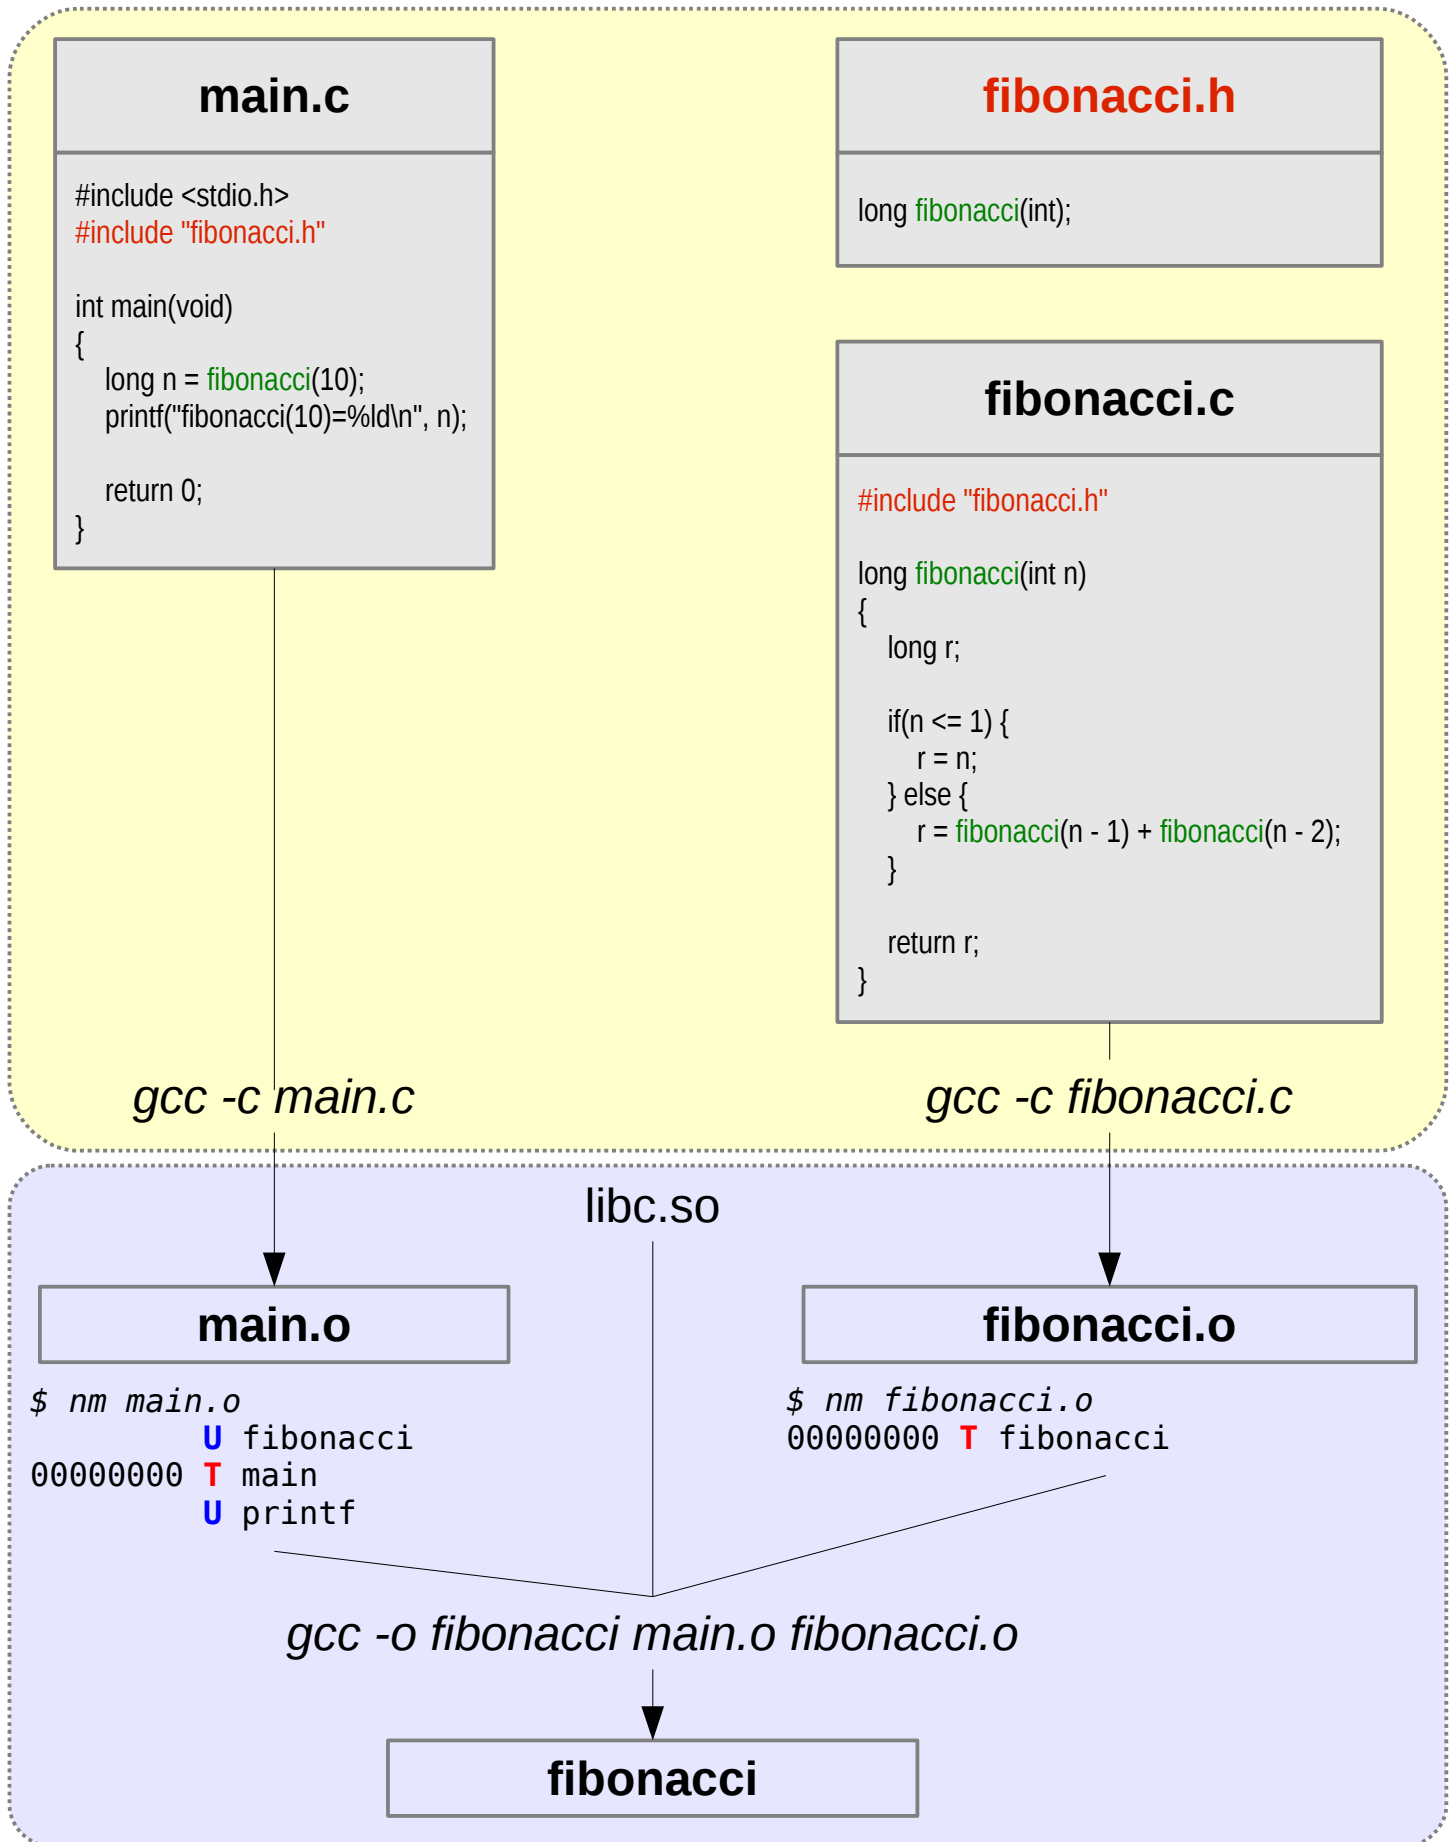 main.c
#include <stdio.h>
#include "fibonacci.h"
int main(void)
{
long n = fibonacci(10);
printf("fibonacci(10)=%ld\n", n);
return 0;
}
fibonacci.h
long fibonacci(int);
fibonacci.c
#include "fibonacci.h"
long fibonacci(int n)
{
long r;
if(n <= 1) {
r = n;
} else {
r = fibonacci(n - 1) + fibonacci(n - 2);
}
return r;
}
gcc -c main.c
gcc -c fibonacci.c
libc.so
main.o
$ nm main.o
U fibonacci
00000000 T main
U printf
fibonacci.o
$ nm fibonacci.o
00000000 T fibonacci
gcc -o fibonacci main.o fibonacci.o
fibonacci